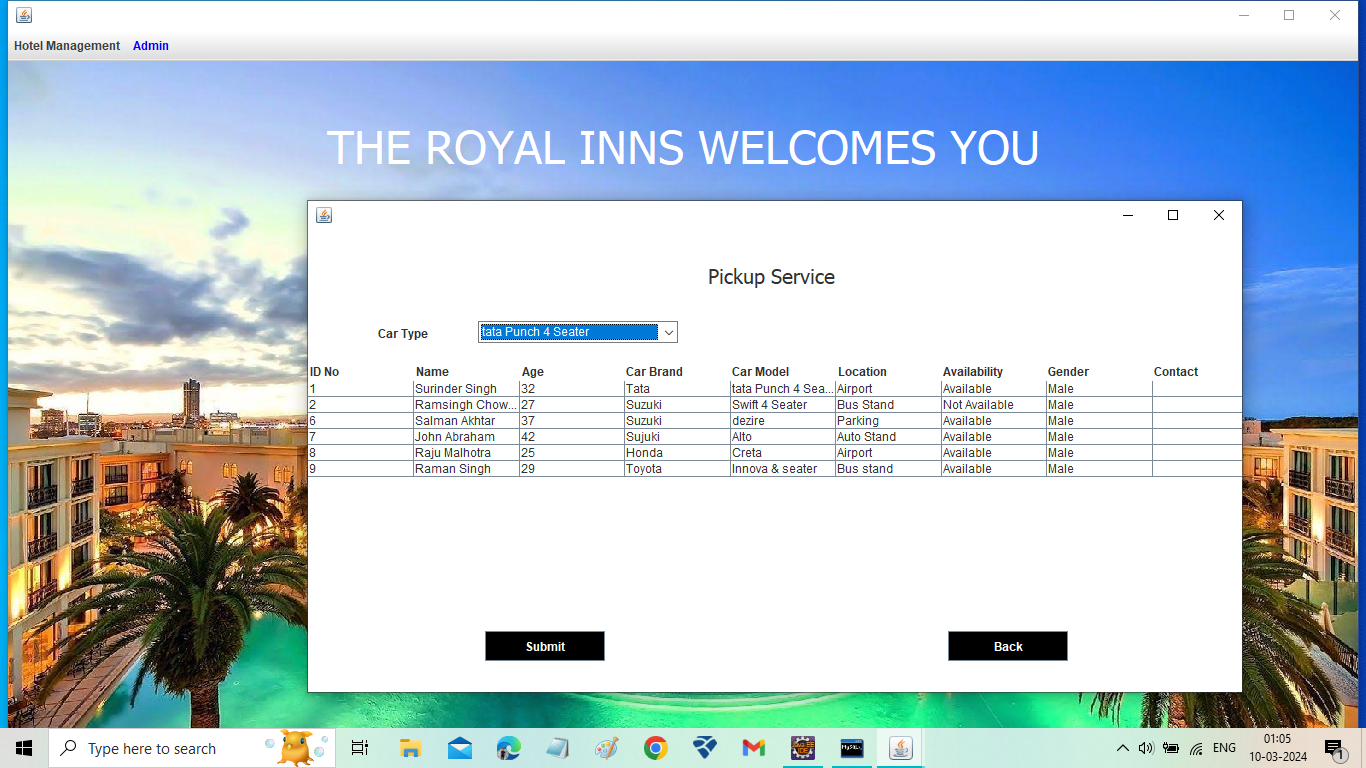 Hotel Management Admin
THE ROYAL INNS WELCOMES YOU
Pickup Service
Car Type tata Punch 4 Seater
ID No Name Age Car Brand Car Model Location Availability Gender Contact
1 Surinder Singh 32 Tata tata Punch 4 Sea... Airport Available Male
2 Ramsingh Chow... 27 Suzuki Swift 4 Seater Bus Stand Not Available Male
6 Salman Akhtar 37 Suzuki dezire Parking Available Male
7 John Abraham 42 Sujuki Alto Auto Stand Available Male
8 Raju Malhotra 25 Honda Creta Airport Available Male
9 Raman Singh 29 Toyota Innova & seater Bus stand Available Male
Submit Back
Type here to search ENG 01:05
10-03-2024 1